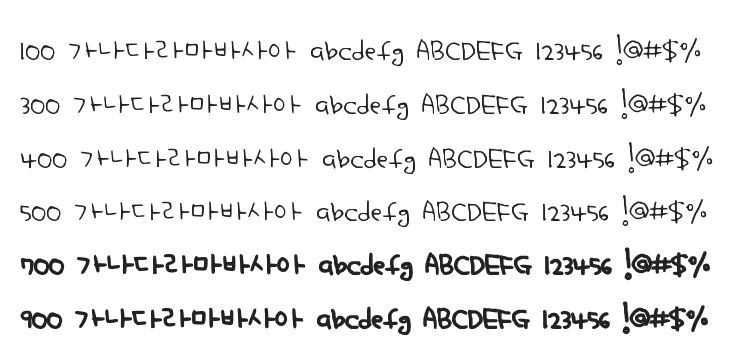 100 가나다라마바사아 abcdefg ABCDEFG 123456 !@#$%
300 가나다라마바사아 abcdefg ABCDEFG 123456 !@#$%
400 가나다라마바사아 abcdefg ABCDEFG 123456 !@#$%
500 가나다라마바사아 abcdefg ABCDEFG 123456 !@#$%
700 가나다라마바사아 abcdefg ABCDEFG 123456 !@#$%
900 가나다라마바사아 abcdefg ABCDEFG 123456 !@#$%